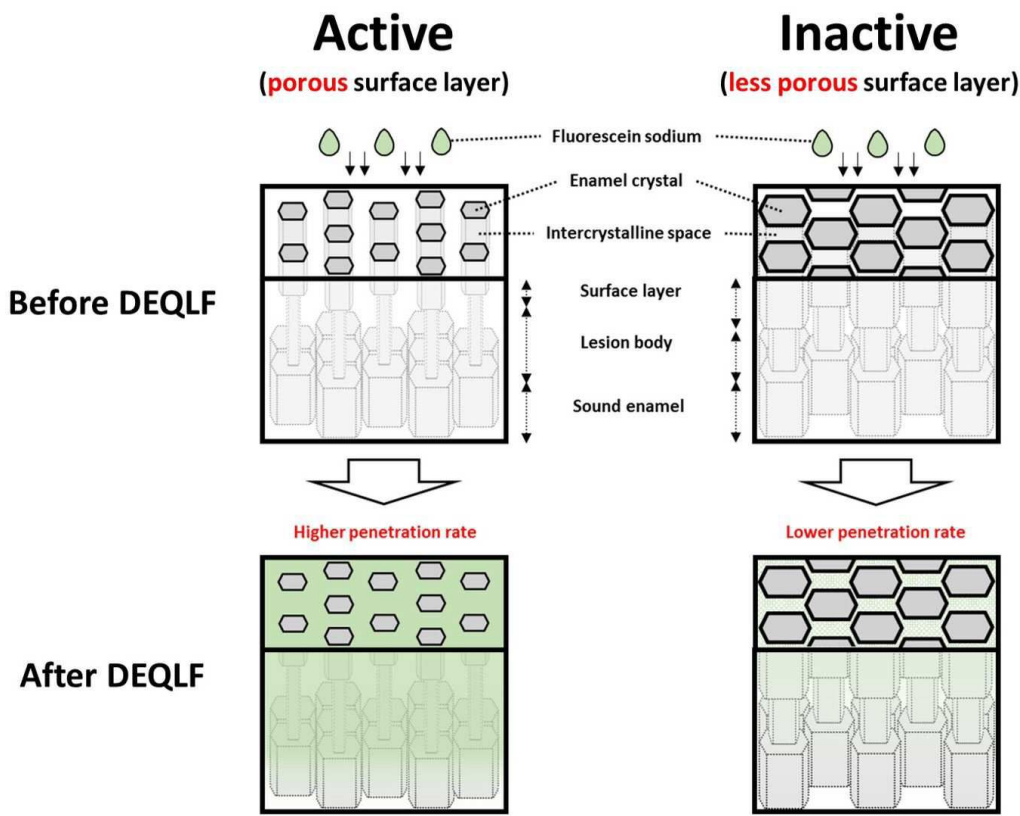 Active
Inactive
(porous surface layer)
(less porous surface layer)
Fluorescein sodium
Enamel crystal
Intercrystalline space
Before DEQLF
Surface layer
Lesion body
Sound enamel
Higher penetration rate
Lower penetration rate
After DEQLF